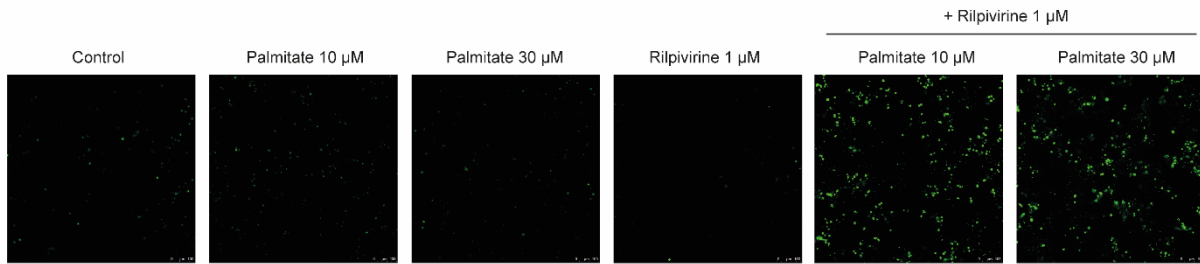 + Rilpivirine 1 µM
Control
Palmitate 10 µM
Palmitate 30 µM
Rilpivirine 1 µM
Palmitate 10 µM
Palmitate 30 µM